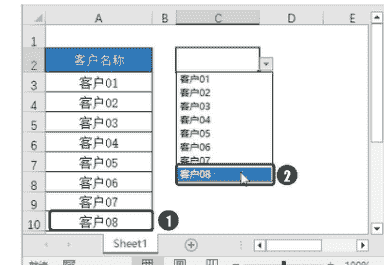 A B C D E
1
2 客户名称
3 客户01 客户01
4 客户02 客户02
5 客户03 客户03
6 客户04 客户04
7 客户05 客户05
8 客户06 客户06
9 客户07 客户07
10 客户08 客户08
1 2
Sheet1
100%